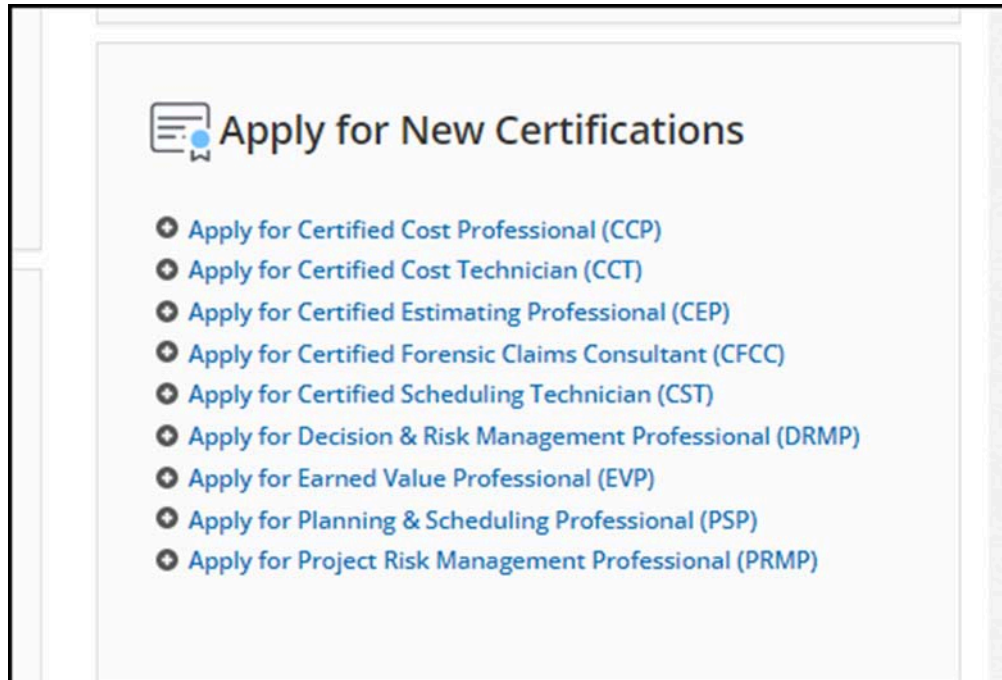 Apply for New Certifications
Apply for Certified Cost Professional (CCP)
Apply for Certified Cost Technician (CCT)
Apply for Certified Estimating Professional (CEP)
Apply for Certified Forensic Claims Consultant (CFCC)
Apply for Certified Scheduling Technician (CST)
Apply for Decision & Risk Management Professional (DRMP)
Apply for Earned Value Professional (EVP)
Apply for Planning & Scheduling Professional (PSP)
Apply for Project Risk Management Professional (PRMP)